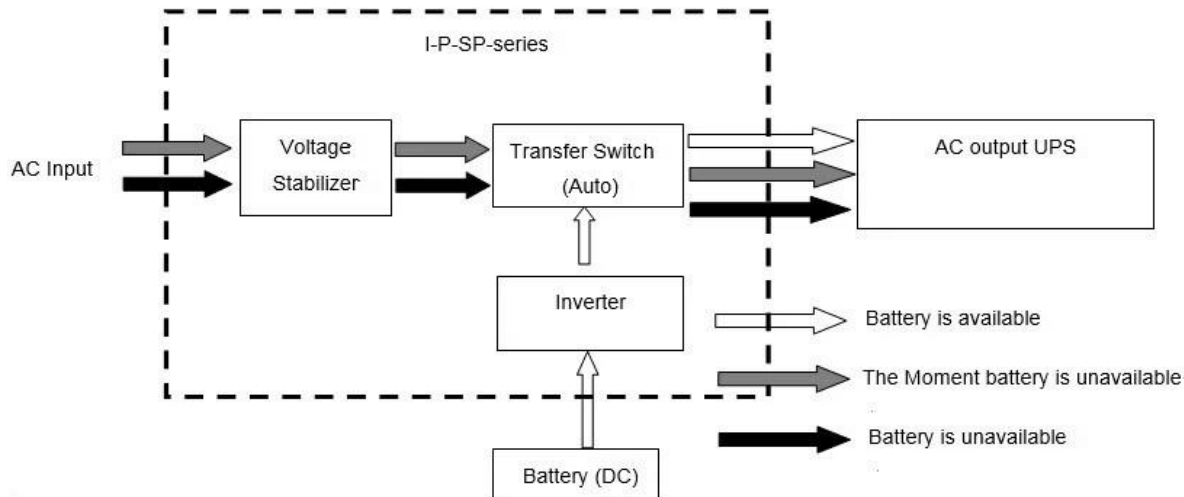 I-P-SP-series
AC Input
Voltage
Stabilizer
Transfer Switch
(Auto)
AC output UPS
Inverter
Battery (DC)
Battery is available
The Moment battery is unavailable
Battery is unavailable